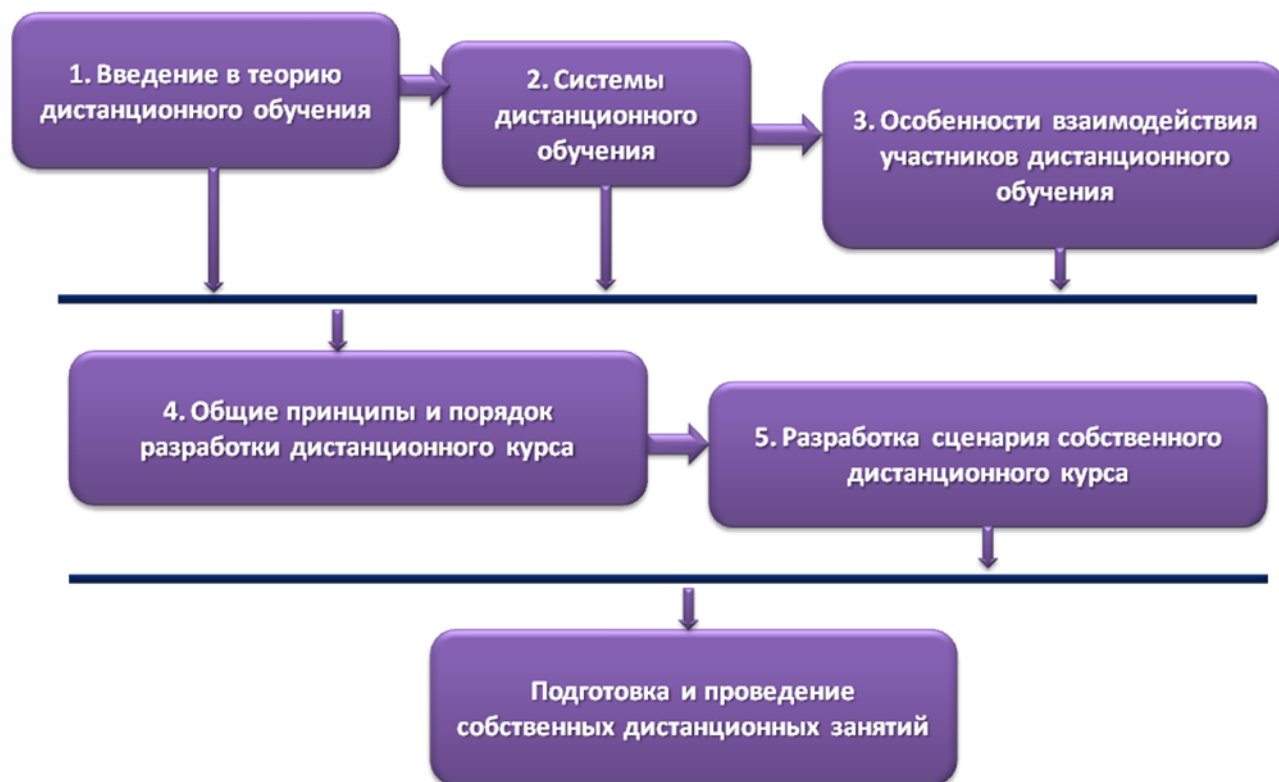 1. Введение в теорию
дистанционного обучения
2. Системы
дистанционного
обучения
3. Особенности взаимодействия
участников дистанционного
обучения
4. Общие принципы и порядок
разработки дистанционного курса
5. Разработка сценария собственного
дистанционного курса
Подготовка и проведение
собственных дистанционных занятий